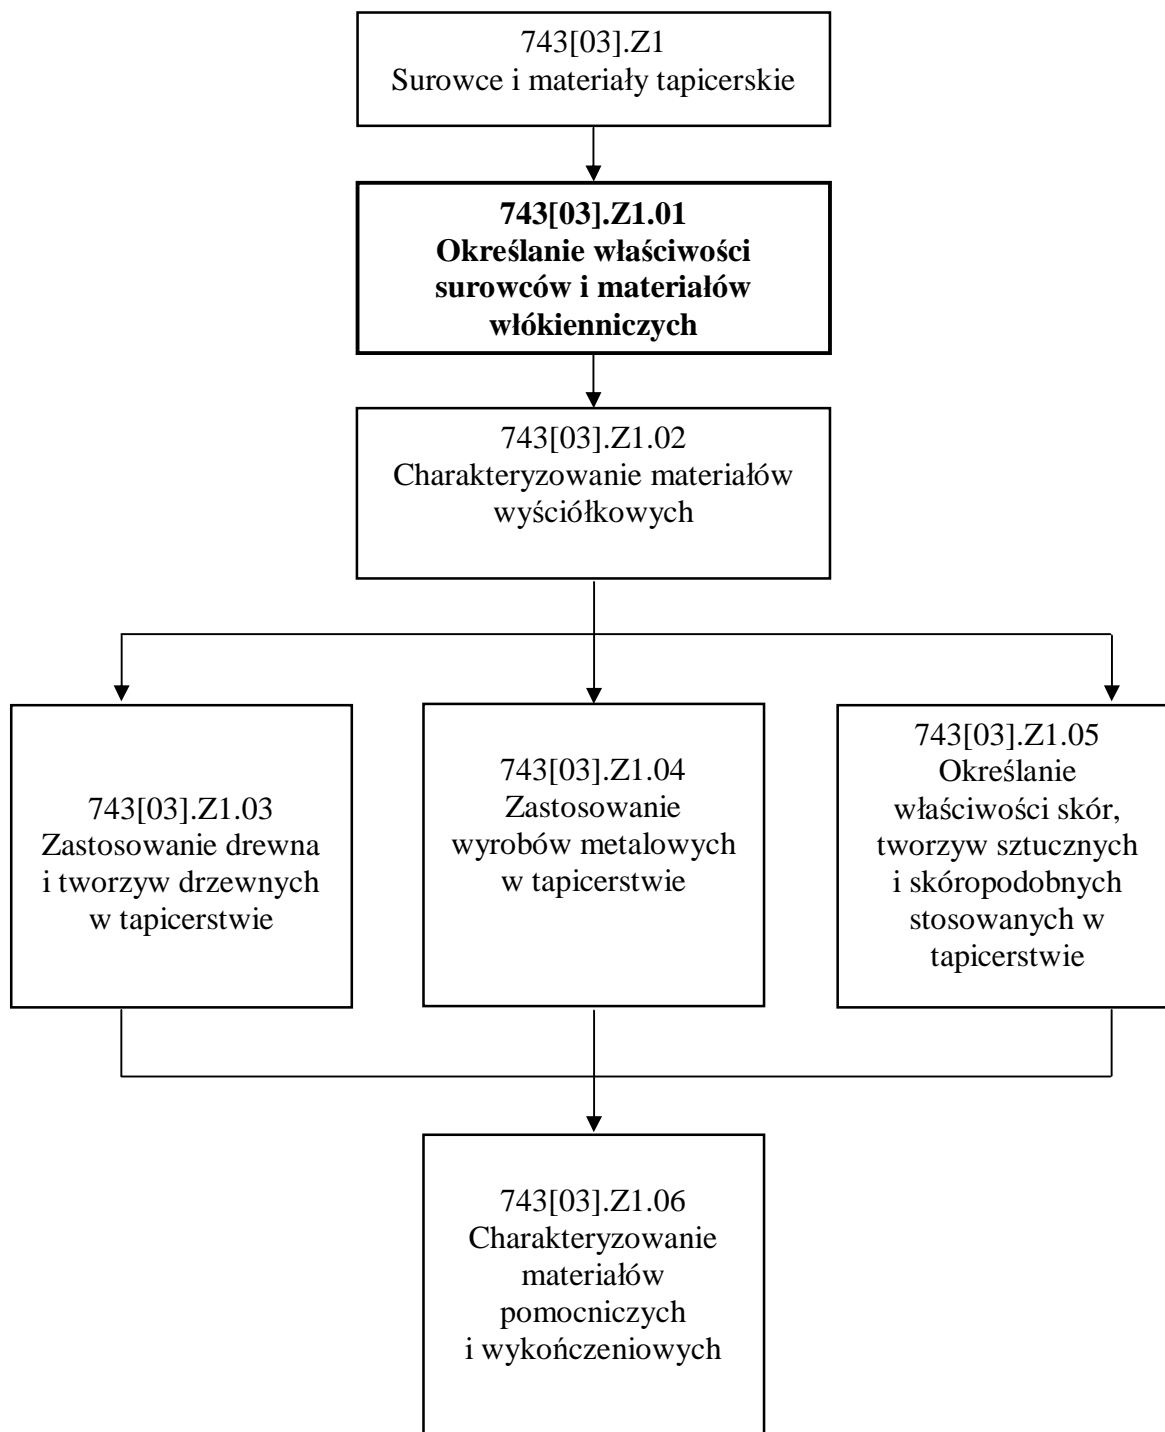 743[03].Z1
Surowce i materiały tapicerskie
743[03].Z1.01
Określanie właściwości
surowców i materiałów
włókienniczych
743[03].Z1.02
Charakteryzowanie materiałów
wyściółkowych
743[03].Z1.03
Zastosowanie drewna
i tworzyw drzewnych
w tapicerstwie
743[03].Z1.04
Zastosowanie
wyrobów metalowych
w tapicerstwie
743[03].Z1.05
Określanie
właściwości skór,
tworzyw sztucznych
i skóropodobnych
stosowanych w
tapicerstwie
743[03].Z1.06
Charakteryzowanie
materiałów
pomocniczych
i wykończeniowych